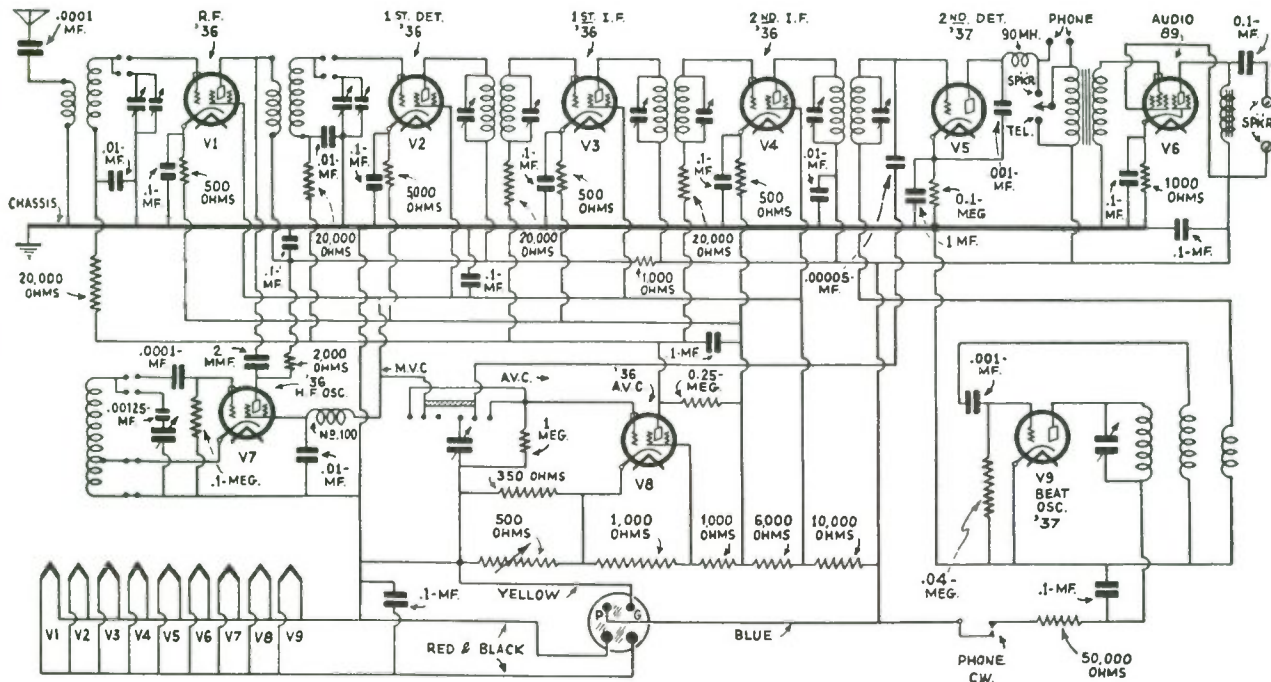 .0001
MF.
R.F.
'36
1ST. DET.
'36
1ST I.F.
'36
2ND. I.F.
'36
2ND. DET.
'37
90 MH.
PHONE
AUDIO
89
0.1-
MF.
SPKR.
TEL.
SPKR.
V1
V2
V3
V4
V5
V6
.01-
MF.
.1-
MF.
500
OHMS
.01-
MF.
.1-
MF.
5000
OHMS
.1-
MF.
500
OHMS
.1-
MF.
500
OHMS
.01-
MF.
.001-
MF.
0.1-
MEG.
.1-
MF.
1000
OHMS
CHASSIS
20,000
OHMS
.1-
MF.
20,000
OHMS
.1-
MF.
20,000
OHMS
1,000
OHMS
20,000
OHMS
.00005-
MF.
.1 MF.
.1-MF.
.0001-
MF.
2
MMF.
2,000
OHMS
'36
H.F. OSC.
.00125-
MF.
V7
NO. 100
.1-MEG.
.01-
MF.
M.V.C
A.V.C.
'36
A.V.C
.1-MF.
0.25-
MEG.
1
MEG.
350 OHMS
V8
500
OHMS
1,000
OHMS
1,000
OHMS
6,000
OHMS
10,000
OHMS
.001-
MF.
V9
BEAT
OSC.
'37
.04-
MEG.
.1-MF.
50,000
OHMS
PHONE
CW.
V1 V2 V3 V4 V5 V6 V7 V8 V9
.1-MF.
YELLOW
P G
RED & BLACK
BLUE